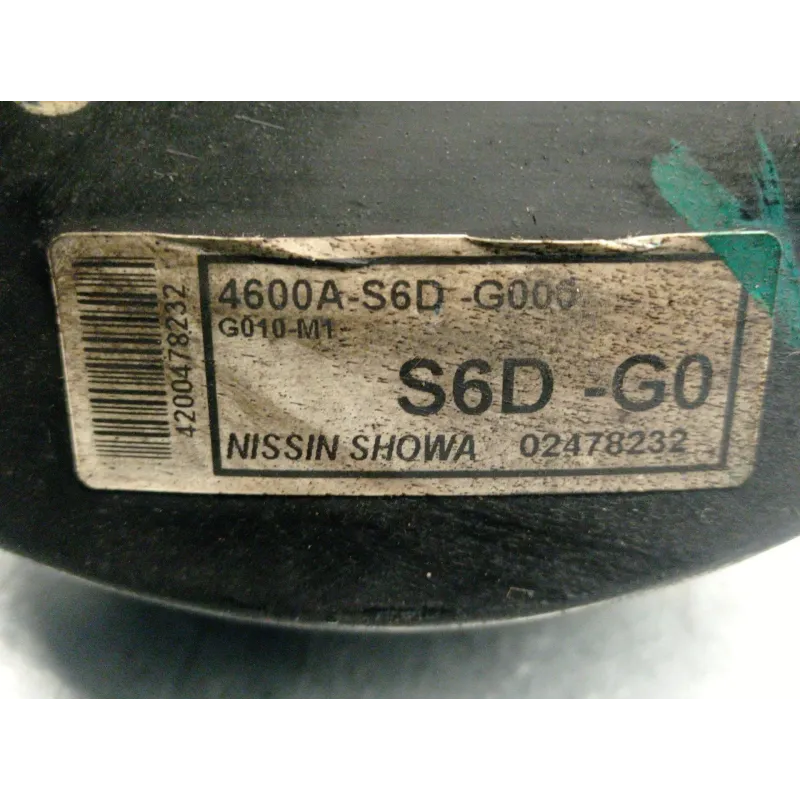 4200478232
4600A-S6D -G000
G010-M1-
S6D -G0
NISSIN SHOWA 02478232